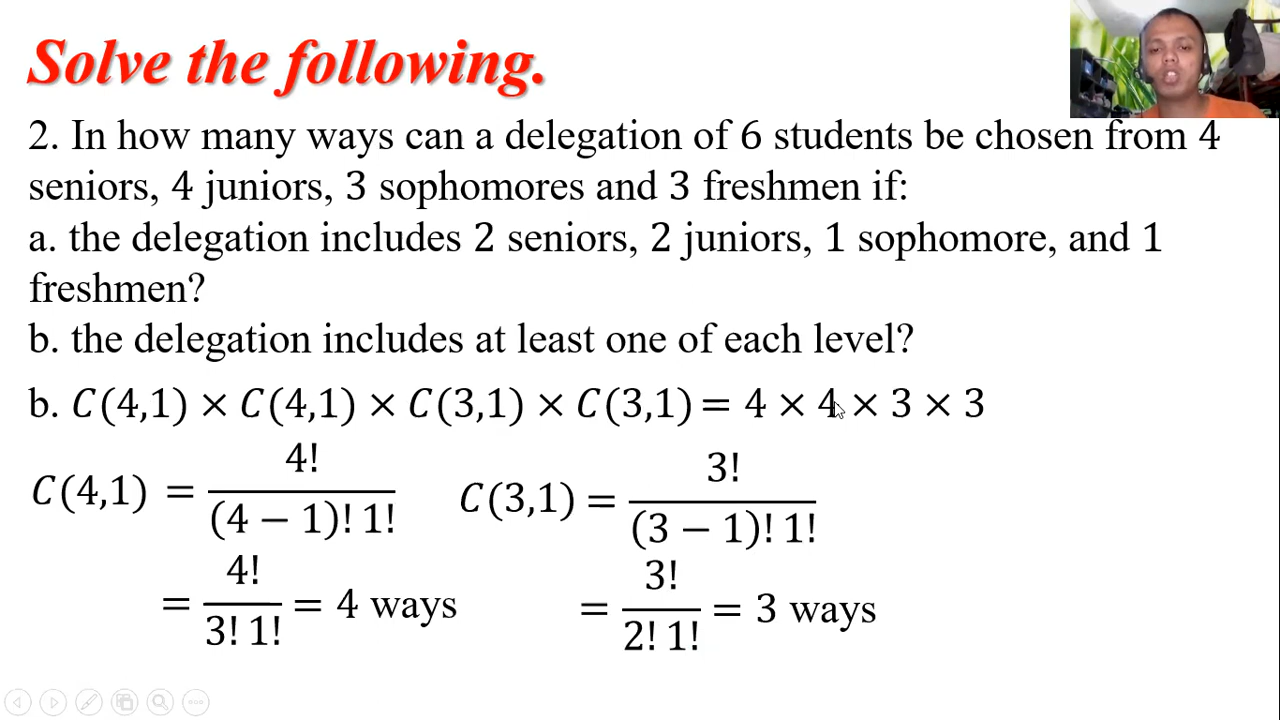 Solve the following.
2. In how many ways can a delegation of 6 students be chosen from 4
seniors, 4 juniors, 3 sophomores and 3 freshmen if:
a. the delegation includes 2 seniors, 2 juniors, 1 sophomore, and 1
freshmen?
b. the delegation includes at least one of each level?
b. C(4,1) × C(4,1) × C(3,1) × C(3,1) = 4 × 4 × 3 × 3
C(4,1) = 4! / (4 − 1)! 1!
C(3,1) = 3! / (3 − 1)! 1!
= 4! / 3! 1! = 4 ways
= 3! / 2! 1! = 3 ways